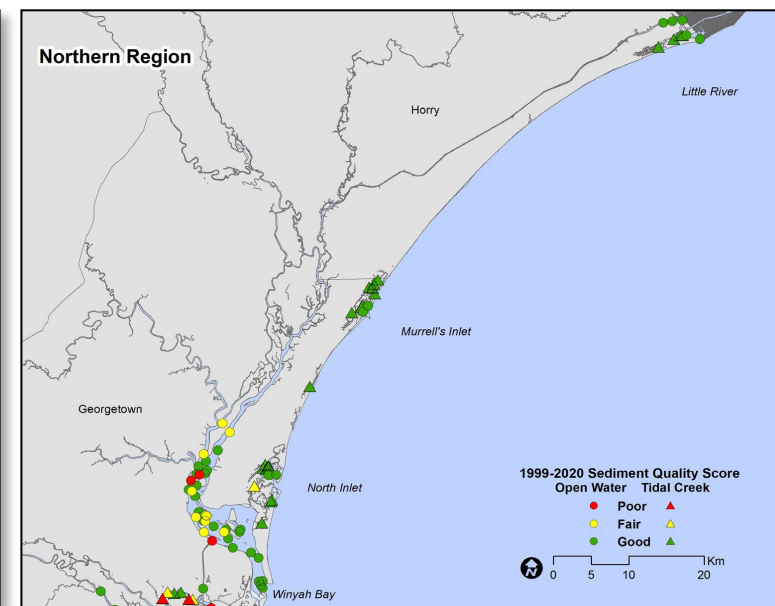 Northern Region
Horry
Little River
Murrell's Inlet
Georgetown
North Inlet
1999-2020 Sediment Quality Score
Open Water Tidal Creek
Poor
Fair
Good
Km
0 5 10 20
Winyah Bay